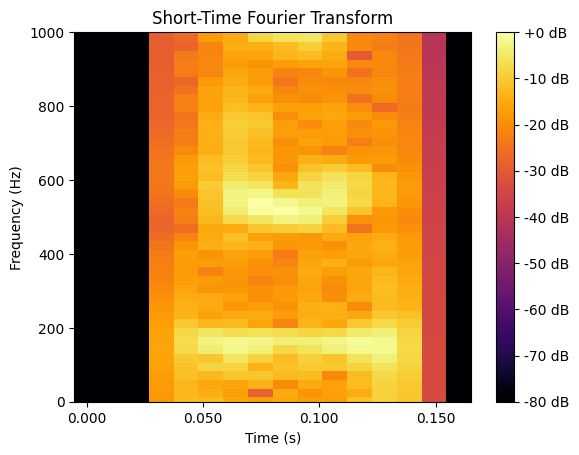 Short-Time Fourier Transform
1000
800
600
400
200
0
Frequency (Hz)
0.000
0.050
0.100
0.150
Time (s)
+0 dB
-10 dB
-20 dB
-30 dB
-40 dB
-50 dB
-60 dB
-70 dB
-80 dB